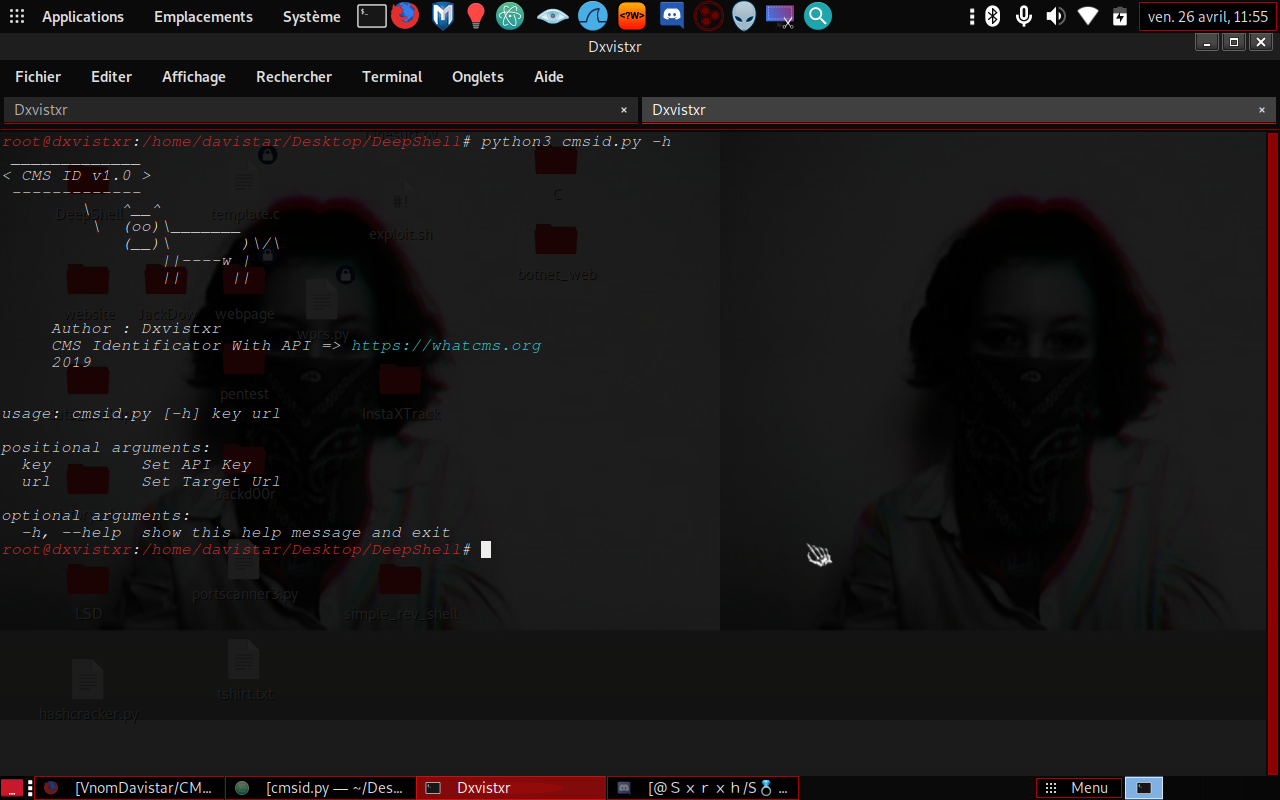 Applications Emplacements Système
ven. 26 avril, 11:55
Dxvistxr
Fichier Editer Affichage Rechercher Terminal Onglets Aide
Dxvistxr × Dxvistxr ×
root@dxvistxr:/home/davistar/Desktop/DeepShell# python3 cmsid.py -h
_____________
< CMS ID v1.0 >
-------------
\ ^__^
\ (oo)\_______
(__)\ )\/\
||----w |
|| ||
Author : Dxvistxr
CMS Identificator With API => https://whatcms.org
2019
usage: cmsid.py [-h] key url
positional arguments:
key Set API Key
url Set Target Url
optional arguments:
-h, --help show this help message and exit
root@dxvistxr:/home/davistar/Desktop/DeepShell#
DeepShell template.c
#!
exploit.sh
C
botnet_web
website JackDow webpage
wprs.py
pentest
InstaXTrack
backd00r
portscanner3.py
LSD
simple_rev_shell
tshirt.txt
hashcracker.py
[VnomDavistar/CM... [cmsid.py — ~/Des... Dxvistxr [@Ｓｘｒｘｈ/S💍 ... Menu